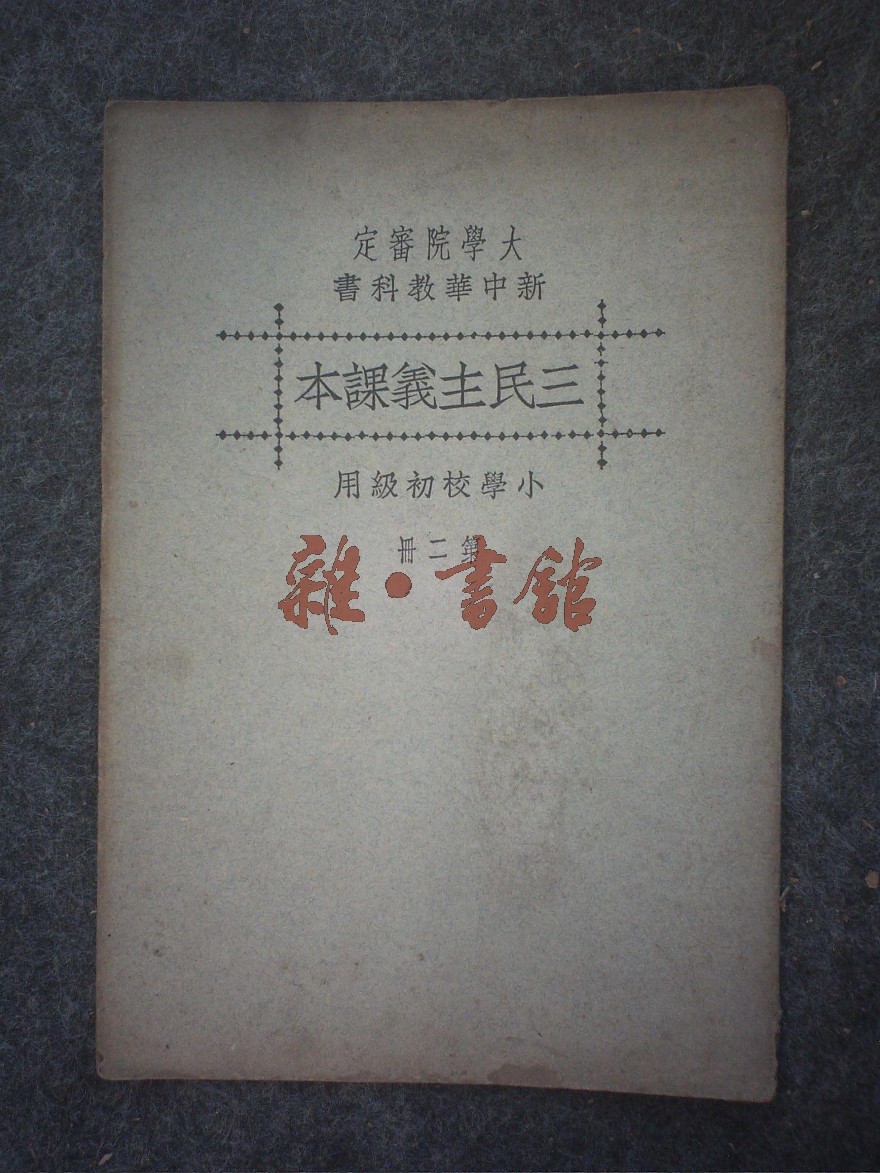 大學院審定
新中華教科書
三民主義課本
小學校初級用
第二冊
雜·書館